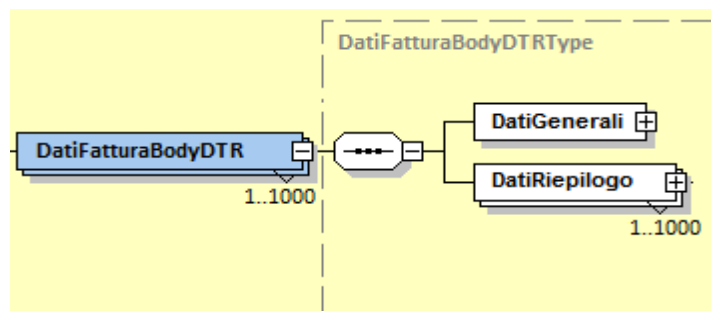 DatiFatturaBodyDTRType
DatiGenerali
DatiFatturaBodyDTR
1..1000
DatiRiepilogo
1..1000